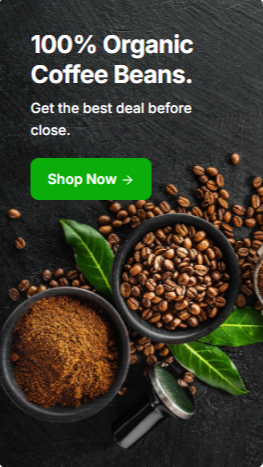 100% Organic
Coffee Beans.
Get the best deal before
close.
Shop Now →